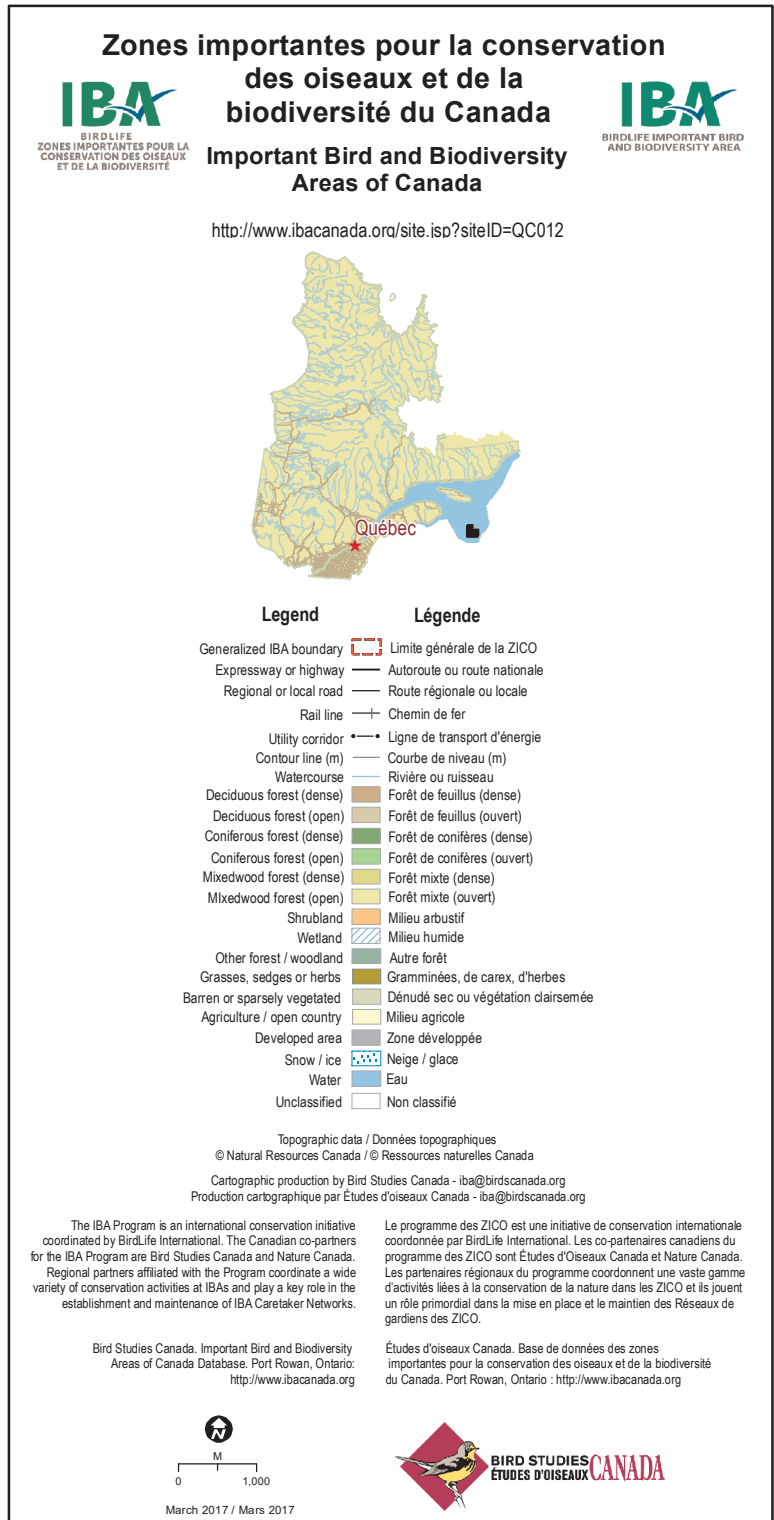 Zones importantes pour la conservation
des oiseaux et de la
biodiversité du Canada
IBA
BIRDLIFE
ZONES IMPORTANTES POUR LA
CONSERVATION DES OISEAUX
ET DE LA BIODIVERSITÉ
IBA
BIRDLIFE IMPORTANT BIRD
AND BIODIVERSITY AREA
Important Bird and Biodiversity
Areas of Canada
http://www.ibacanada.org/site.jsp?siteID=QC012
Québec
Legend Légende
Generalized IBA boundary Limite générale de la ZICO
Expressway or highway Autoroute ou route nationale
Regional or local road Route régionale ou locale
Rail line Chemin de fer
Utility corridor Ligne de transport d'énergie
Contour line (m) Courbe de niveau (m)
Watercourse Rivière ou ruisseau
Deciduous forest (dense) Forêt de feuillus (dense)
Deciduous forest (open) Forêt de feuillus (ouvert)
Coniferous forest (dense) Forêt de conifères (dense)
Coniferous forest (open) Forêt de conifères (ouvert)
Mixedwood forest (dense) Forêt mixte (dense)
MIxedwood forest (open) Forêt mixte (ouvert)
Shrubland Milieu arbustif
Wetland Milieu humide
Other forest / woodland Autre forêt
Grasses, sedges or herbs Gramminées, de carex, d'herbes
Barren or sparsely vegetated Dénudé sec ou végétation clairsemée
Agriculture / open country Milieu agricole
Developed area Zone développée
Snow / ice Neige / glace
Water Eau
Unclassified Non classifié
Topographic data / Données topographiques
© Natural Resources Canada / © Ressources naturelles Canada
Cartographic production by Bird Studies Canada - iba@birdscanada.org
Production cartographique par Études d'oiseaux Canada - iba@birdscanada.org
The IBA Program is an international conservation initiative
coordinated by BirdLife International. The Canadian co-partners
for the IBA Program are Bird Studies Canada and Nature Canada.
Regional partners affiliated with the Program coordinate a wide
variety of conservation activities at IBAs and play a key role in the
establishment and maintenance of IBA Caretaker Networks.
Bird Studies Canada. Important Bird and Biodiversity
Areas of Canada Database. Port Rowan, Ontario:
http://www.ibacanada.org
Le programme des ZICO est une initiative de conservation internationale
coordonnée par BirdLife International. Les co-partenaires canadiens du
programme des ZICO sont Études d'Oiseaux Canada et Nature Canada.
Les partenaires régionaux du programme coordonnent une vaste gamme
d'activités liées à la conservation de la nature dans les ZICO et ils jouent
un rôle primordial dans la mise en place et le maintien des Réseaux de
gardiens des ZICO.
Études d'oiseaux Canada. Base de données des zones
importantes pour la conservation des oiseaux et de la biodiversité
du Canada. Port Rowan, Ontario : http://www.ibacanada.org
N
M
0 1,000
March 2017 / Mars 2017
BIRD STUDIES
ÉTUDES D'OISEAUX CANADA